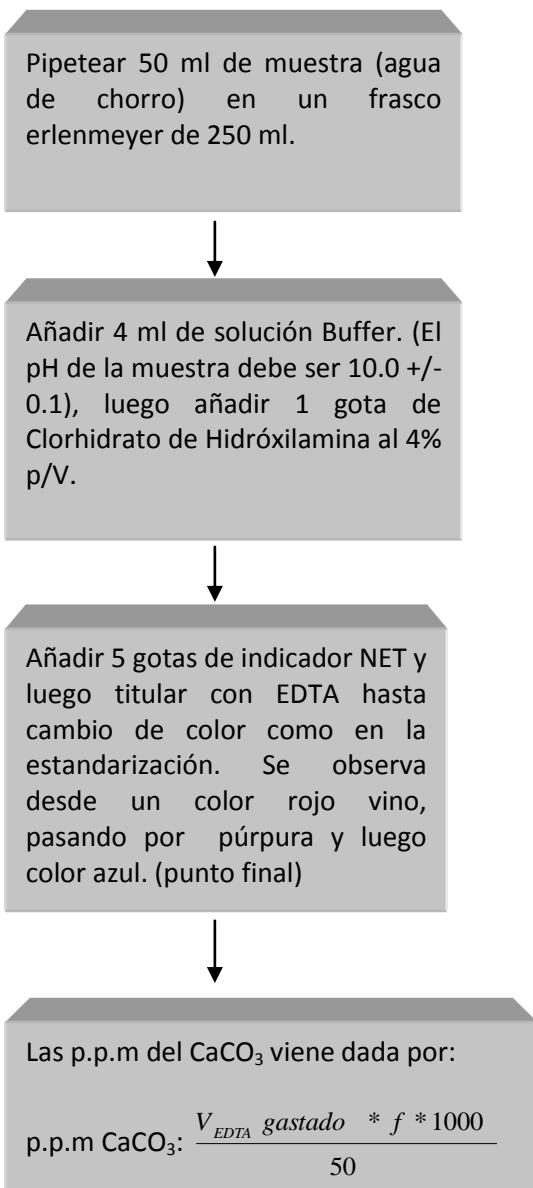 Pipetear 50 ml de muestra (agua
de chorro) en un frasco
erlenmeyer de 250 ml.
Añadir 4 ml de solución Buffer. (El
pH de la muestra debe ser 10.0 +/-
0.1), luego añadir 1 gota de
Clorhidrato de Hidróxilamina al 4%
p/V.
Añadir 5 gotas de indicador NET y
luego titular con EDTA hasta
cambio de color como en la
estandarización. Se observa
desde un color rojo vino,
pasando por púrpura y luego
color azul. (punto final)
Las p.p.m del CaCO₃ viene dada por:
p.p.m CaCO₃: V_EDTA gastado * f * 1000
50